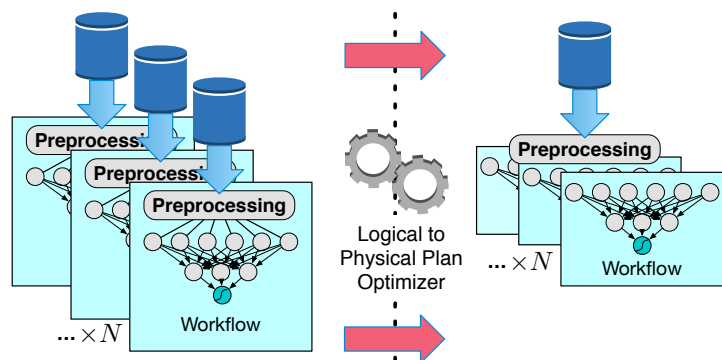 Preprocessing
Preprocessing
Preprocessing
Workflow
... × N
Logical to
Physical Plan
Optimizer
Preprocessing
Workflow
... × N